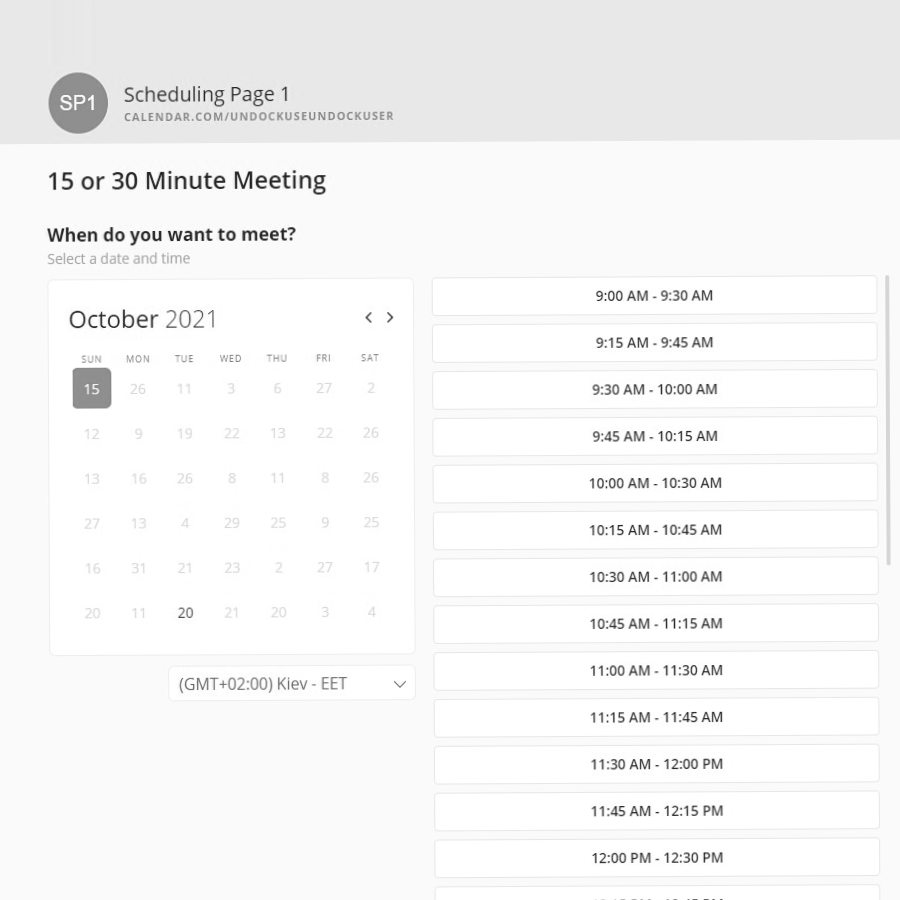 SP1
Scheduling Page 1
CALENDAR.COM/UNDOCKUSEUNDOCKUSER
15 or 30 Minute Meeting
When do you want to meet?
Select a date and time
October 2021
SUN MON TUE WED THU FRI SAT
15 26 11 3 6 27 2
12 9 19 22 13 22 26
13 16 26 8 11 8 26
27 13 4 29 25 9 25
16 31 21 23 2 27 17
20 11 20 21 20 3 4
(GMT+02:00) Kiev - EET
9:00 AM - 9:30 AM
9:15 AM - 9:45 AM
9:30 AM - 10:00 AM
9:45 AM - 10:15 AM
10:00 AM - 10:30 AM
10:15 AM - 10:45 AM
10:30 AM - 11:00 AM
10:45 AM - 11:15 AM
11:00 AM - 11:30 AM
11:15 AM - 11:45 AM
11:30 AM - 12:00 PM
11:45 AM - 12:15 PM
12:00 PM - 12:30 PM